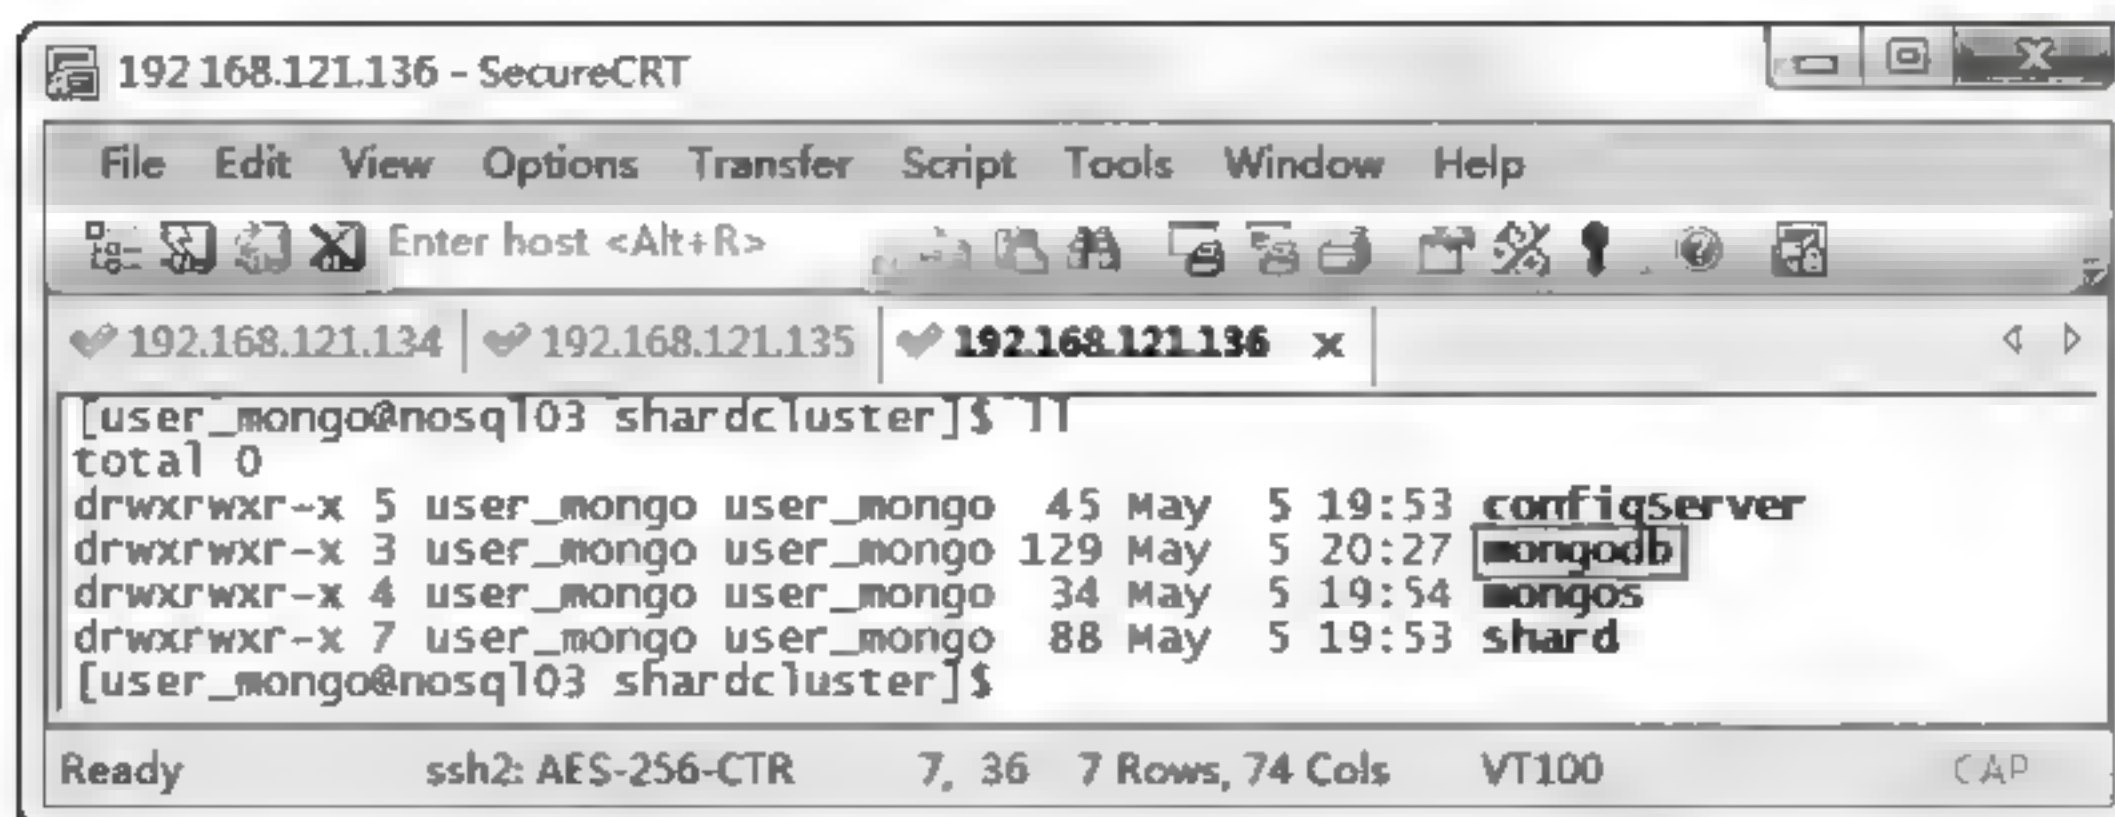 192.168.121.136 - SecureCRT
File Edit View Options Transfer Script Tools Window Help
Enter host <Alt+R>
192.168.121.134 192.168.121.135 192.168.121.136 x
[user_mongo@nosql03 shardcluster]$ ll
total 0
drwxrwxr-x 5 user_mongo user_mongo 45 May 5 19:53 configServer
drwxrwxr-x 3 user_mongo user_mongo 129 May 5 20:27 mongodb
drwxrwxr-x 4 user_mongo user_mongo 34 May 5 19:54 mongos
drwxrwxr-x 7 user_mongo user_mongo 88 May 5 19:53 shard
[user_mongo@nosql03 shardcluster]$
Ready ssh2: AES-256-CTR 7, 36 7 Rows, 74 Cols VT100 CAP